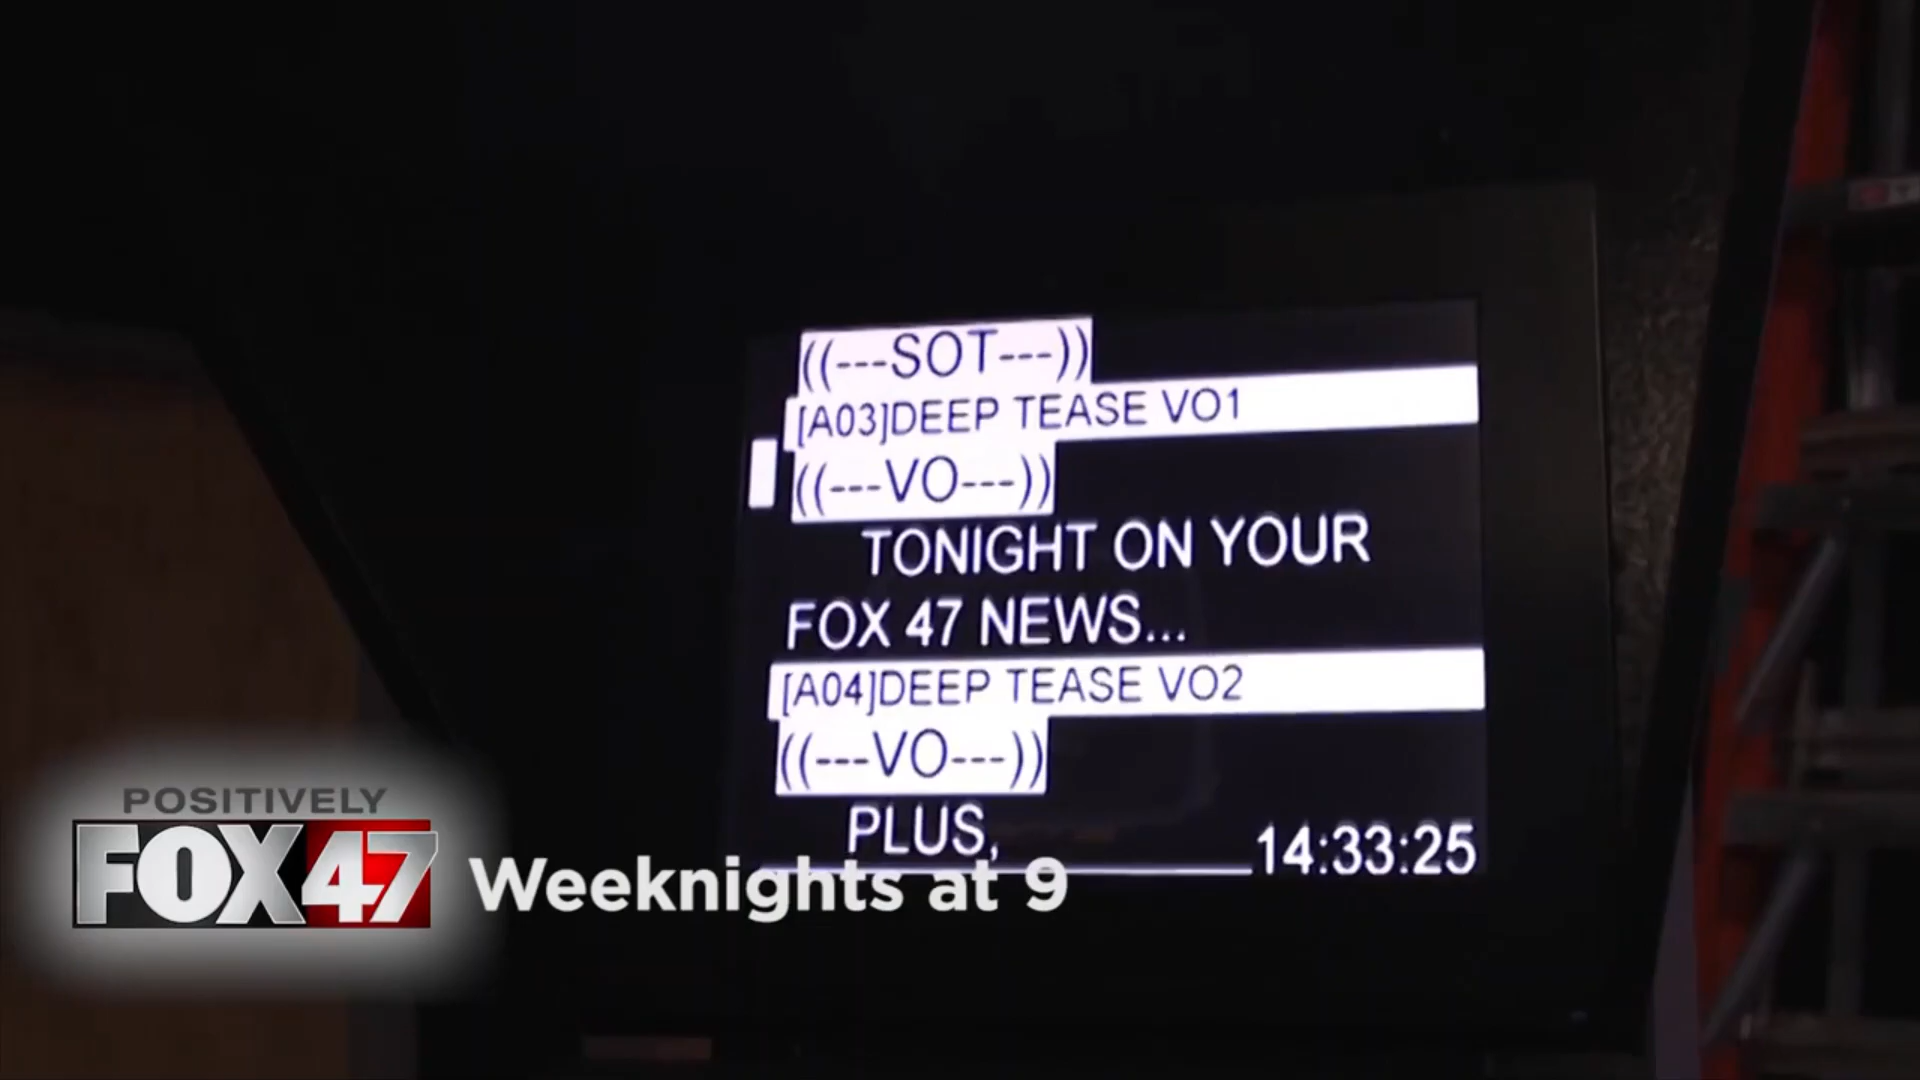 ((---SOT---))
[A03]DEEP TEASE VO1
((---VO---))
TONIGHT ON YOUR
FOX 47 NEWS...
[A04]DEEP TEASE VO2
((---VO---))
PLUS,
14:33:25
POSITIVELY
FOX47
Weeknights at 9